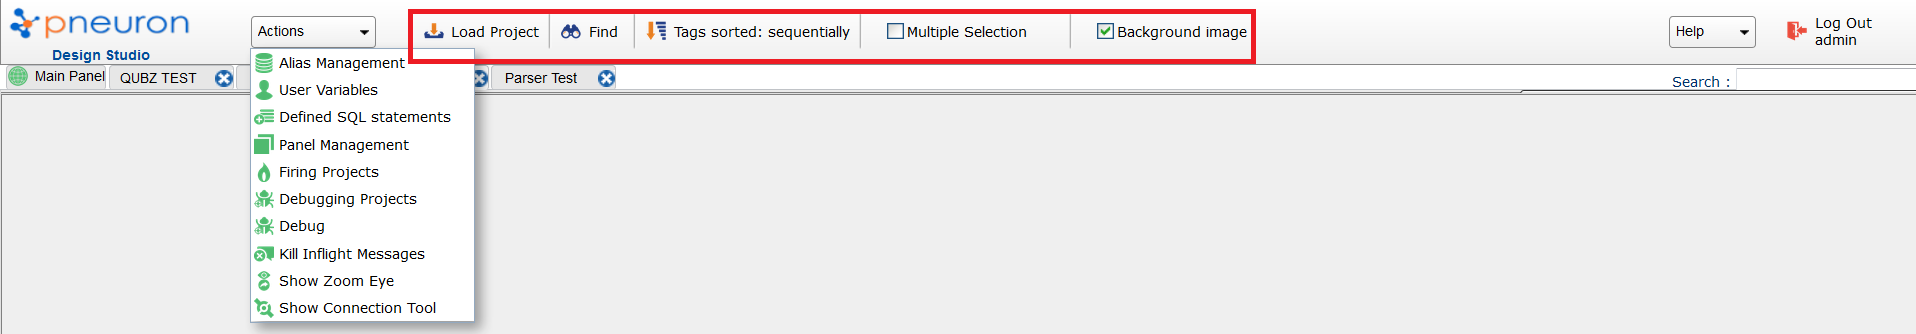 pneuron
Design Studio
Actions
Load Project
Find
Tags sorted: sequentially
Multiple Selection
Background image
Help
Log Out
admin
Main Panel
QUBZ TEST
Parser Test
Search :
Alias Management
User Variables
Defined SQL statements
Panel Management
Firing Projects
Debugging Projects
Debug
Kill Inflight Messages
Show Zoom Eye
Show Connection Tool